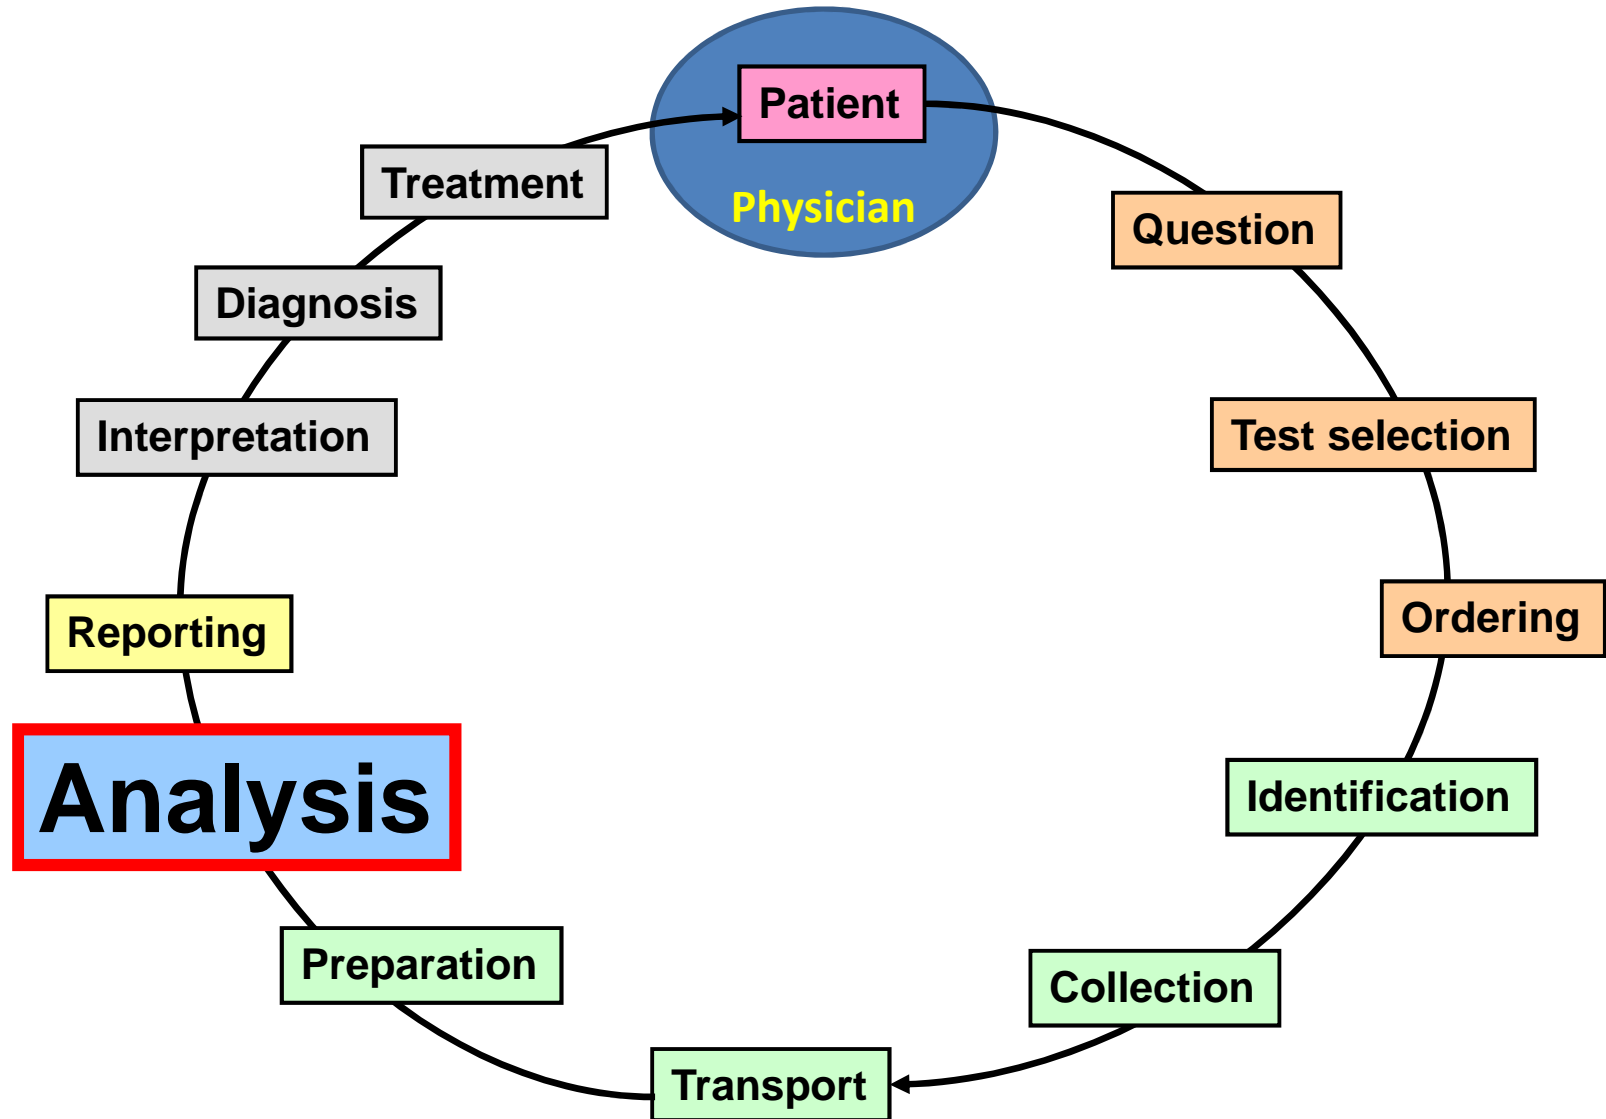 Patient
Physician
Question
Test selection
Ordering
Identification
Collection
Transport
Preparation
Analysis
Reporting
Interpretation
Diagnosis
Treatment